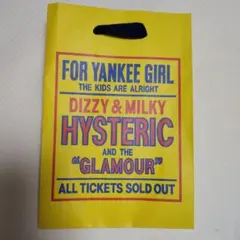 FOR YANKEE GIRL
THE KIDS ARE ALRIGHT
DIZZY & MILKY
HYSTERIC
AND THE
"GLAMOUR"
ALL TICKETS SOLD OUT